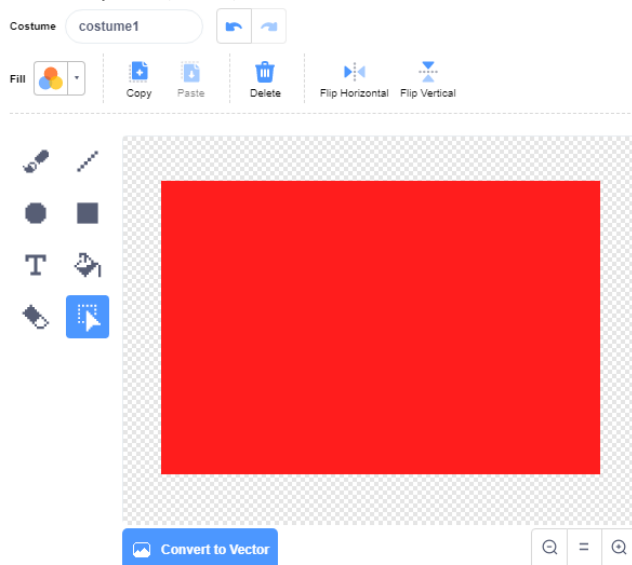 Costume
costume1
Fill
Copy
Paste
Delete
Flip Horizontal
Flip Vertical
T
Convert to Vector